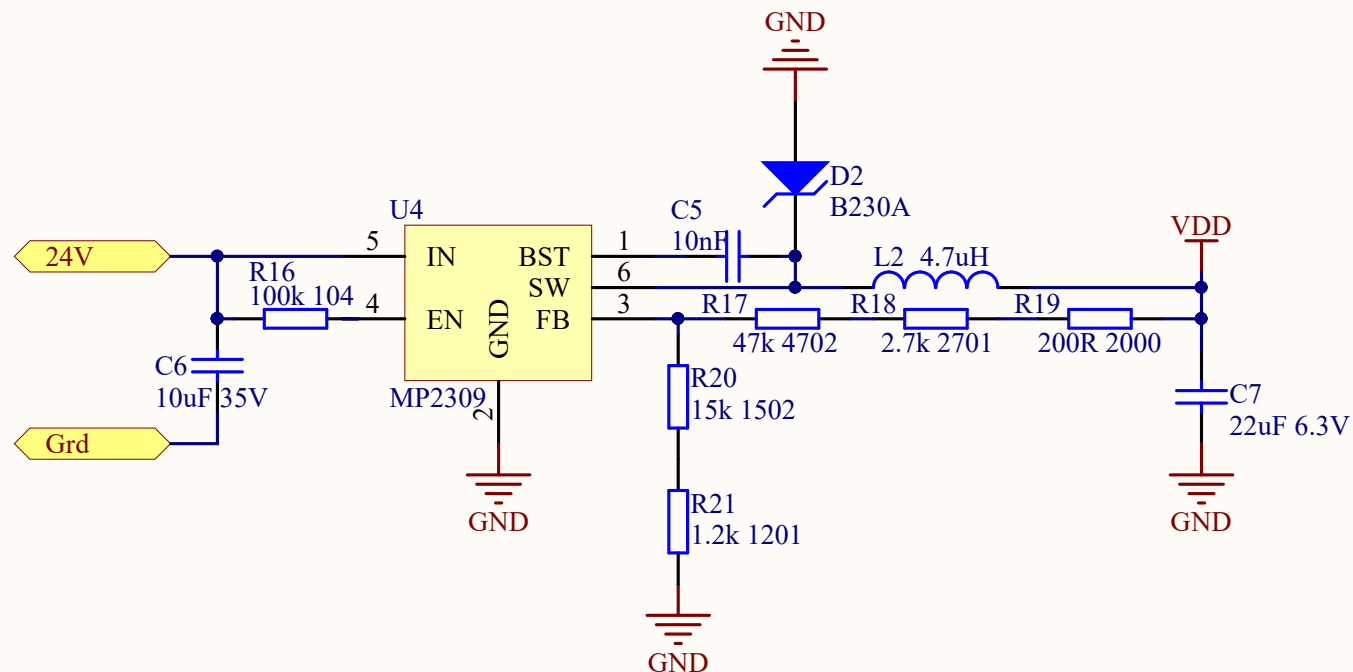 GND
D2
B230A
U4
C5
10nF
VDD
24V
5
IN
BST
1
L2 4.7uH
R16
100k 104
SW
6
4
EN
GND
FB
3
R17
R18
R19
47k 4702
2.7k 2701
200R 2000
C6
10uF 35V
MP2309
2
R20
15k 1502
C7
22uF 6.3V
Grd
GND
R21
1.2k 1201
GND
GND